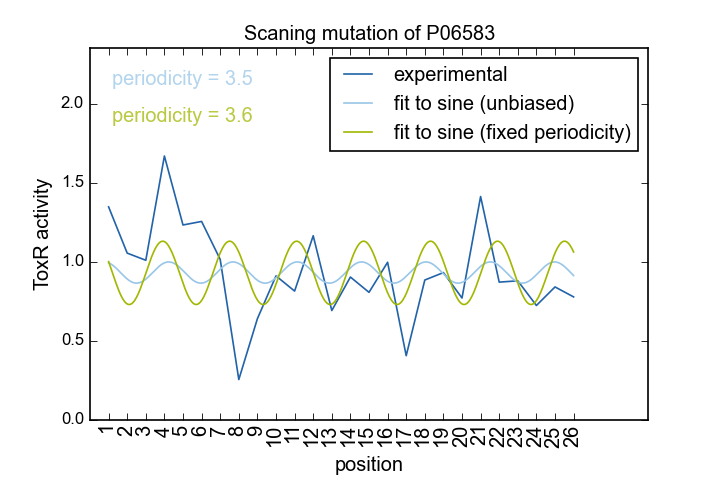 Scaning mutation of P06583
periodicity = 3.5
periodicity = 3.6
experimental
fit to sine (unbiased)
fit to sine (fixed periodicity)
ToxR activity
2.0
1.5
1.0
0.5
0.0
1 2 3 4 5 6 7 8 9 10 11 12 13 14 15 16 17 18 19 20 21 22 23 24 25 26
position